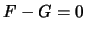 F − G = 0